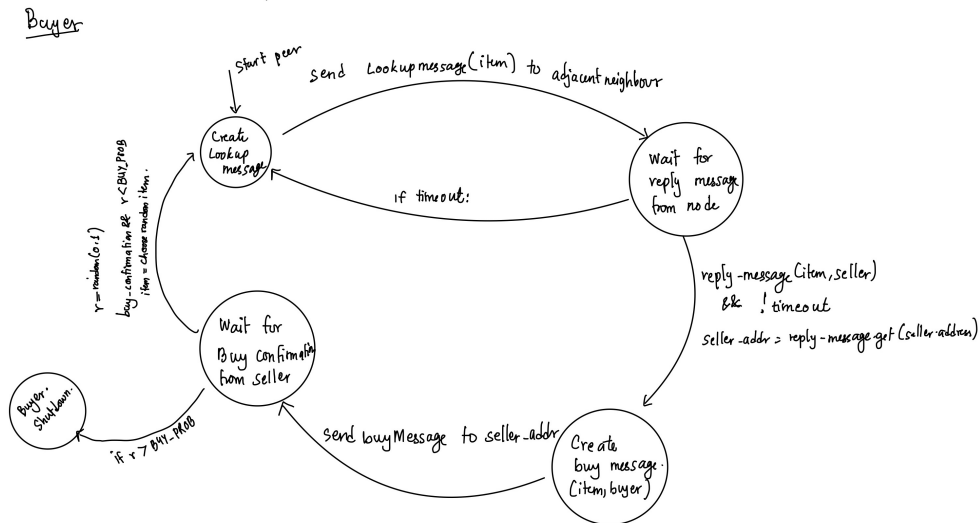 Buyer
Start peer
Send Lookupmessage(item) to adjacent neighbour
Create
Lookup
message
Wait for
reply message
from node
If timeout:
r = random(0,1)
buy-confirmation && r < BUY_PROB
item = choose random item.
reply-message(item, seller)
&& ! timeout
seller-addr = reply-message.get(seller.address)
Wait for
Buy confirmation
from seller
Buyer.
Shutdown.
if r > BUY_PROB
Send buyMessage to seller-addr
Create
buy message.
(item, buyer)